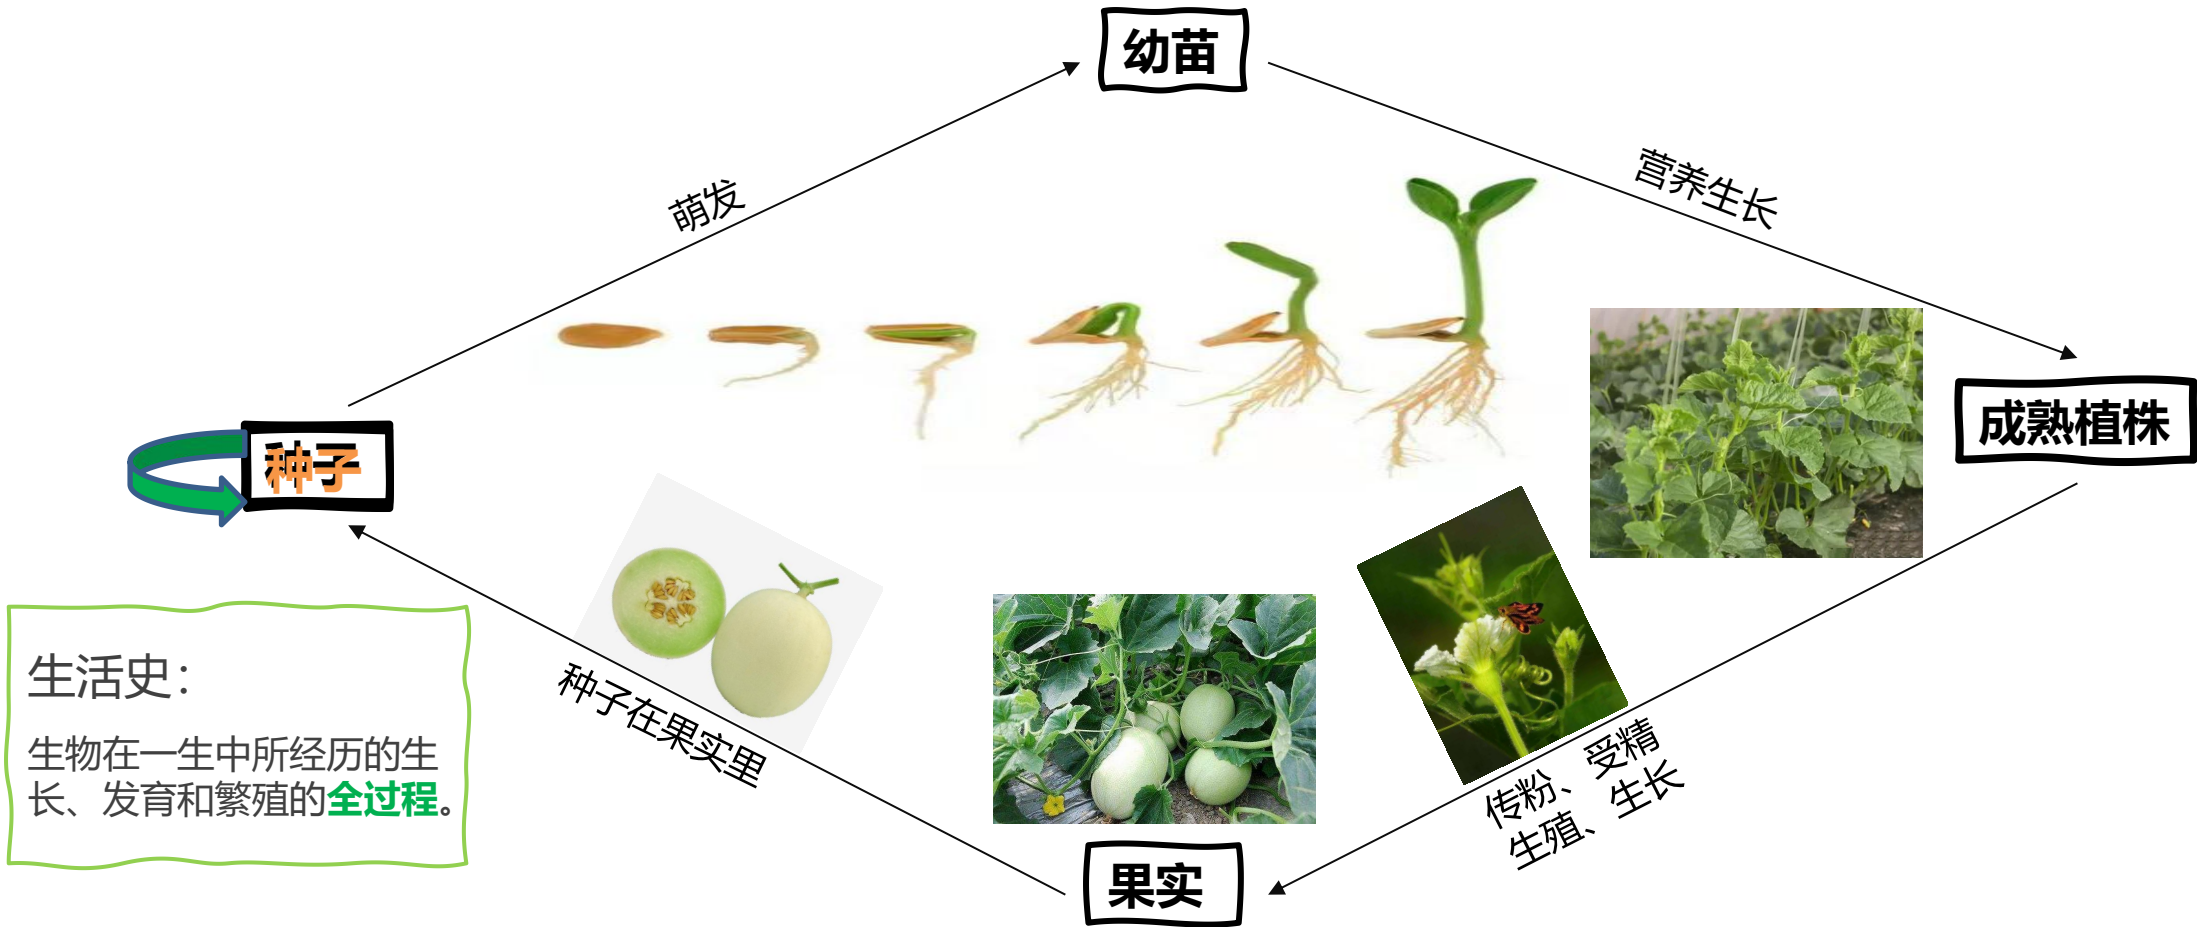 幼苗
萌发
营养生长
种子
成熟植株
生活史：
生物在一生中所经历的生
长、发育和繁殖的全过程。
种子在果实里
传粉、受精
生殖、生长
果实